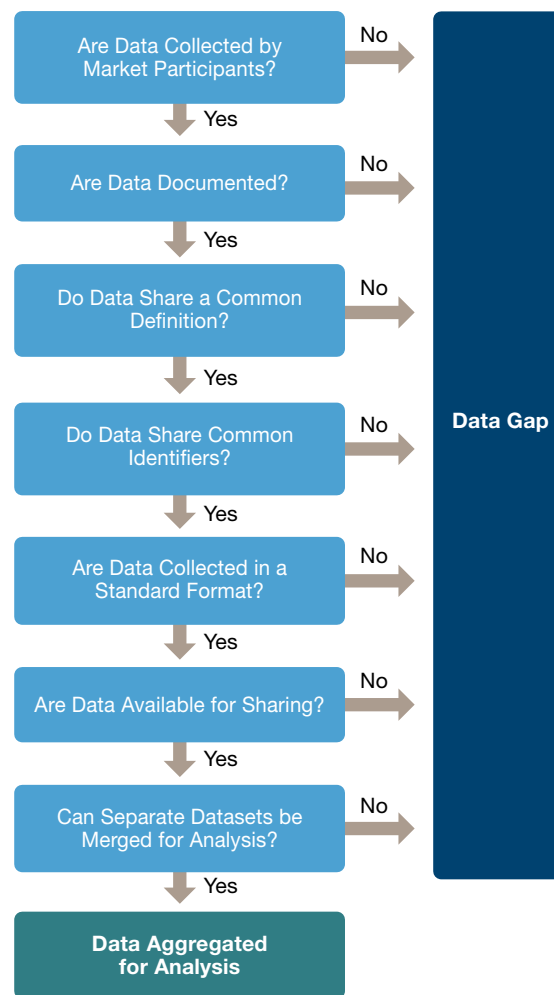 Are Data Collected by
Market Participants?
No
Yes
Are Data Documented?
No
Yes
Do Data Share a Common
Definition?
No
Yes
Do Data Share Common
Identifiers?
No
Data Gap
Yes
Are Data Collected in a
Standard Format?
No
Yes
Are Data Available for Sharing?
No
Yes
Can Separate Datasets be
Merged for Analysis?
No
Yes
Data Aggregated
for Analysis